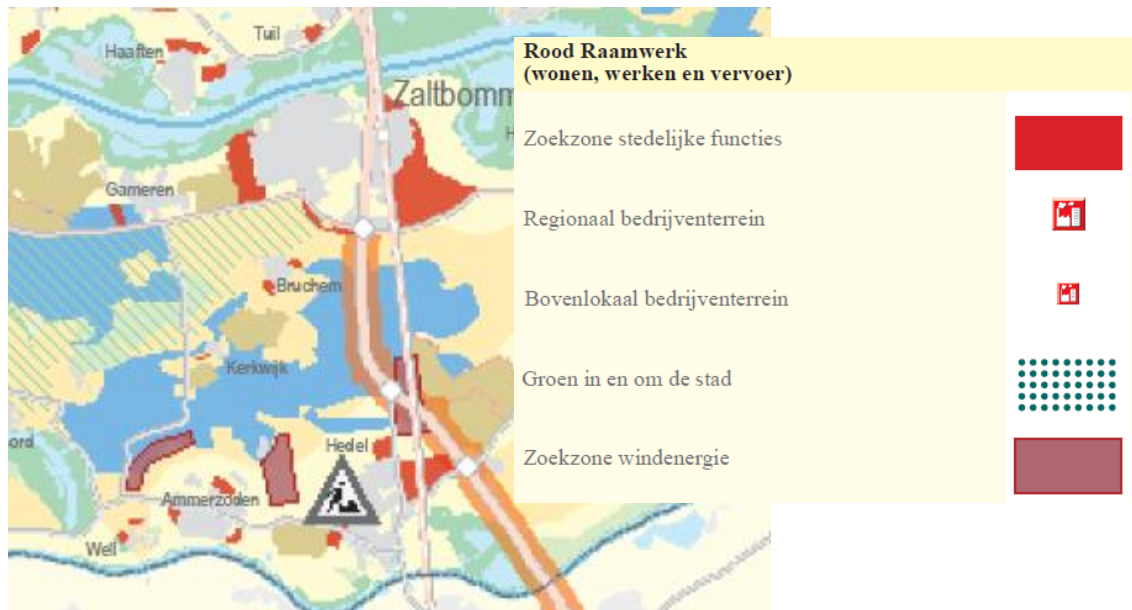 Tuil
Haaften
Zaltbomm
H
Gameren
Bruchem
Kerkwijk
ord
Hedel
Ammerzoden
Well
Rood Raamwerk
(wonen, werken en vervoer)
Zoekzone stedelijke functies
Regionaal bedrijventerrein
Bovenlokaal bedrijventerrein
Groen in en om de stad
Zoekzone windenergie